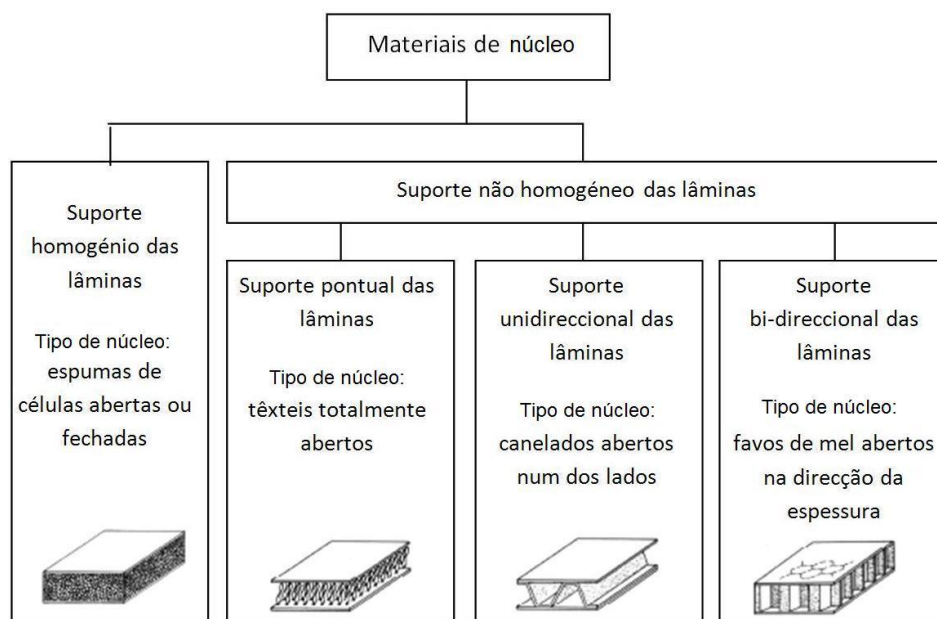 Materiais de núcleo
Suporte
homogénio das
lâminas
Tipo de núcleo:
espumas de
células abertas ou
fechadas
Suporte não homogéneo das lâminas
Suporte pontual das
lâminas
Tipo de núcleo:
têxteis totalmente
abertos
Suporte
unidireccional das
lâminas
Tipo de núcleo:
canelados abertos
num dos lados
Suporte
bi-direccional das
lâminas
Tipo de núcleo:
favos de mel abertos
na direcção da
espessura